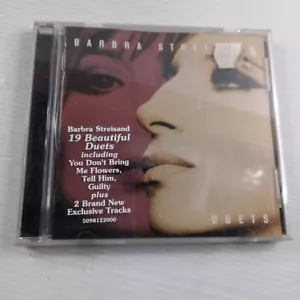 BARBRA STREISAND
Barbra Streisand
19 Beautiful
Duets
including
You Don't Bring
Me Flowers,
Tell Him,
Guilty
plus
2 Brand New
Exclusive Tracks
5098122000
DUETS